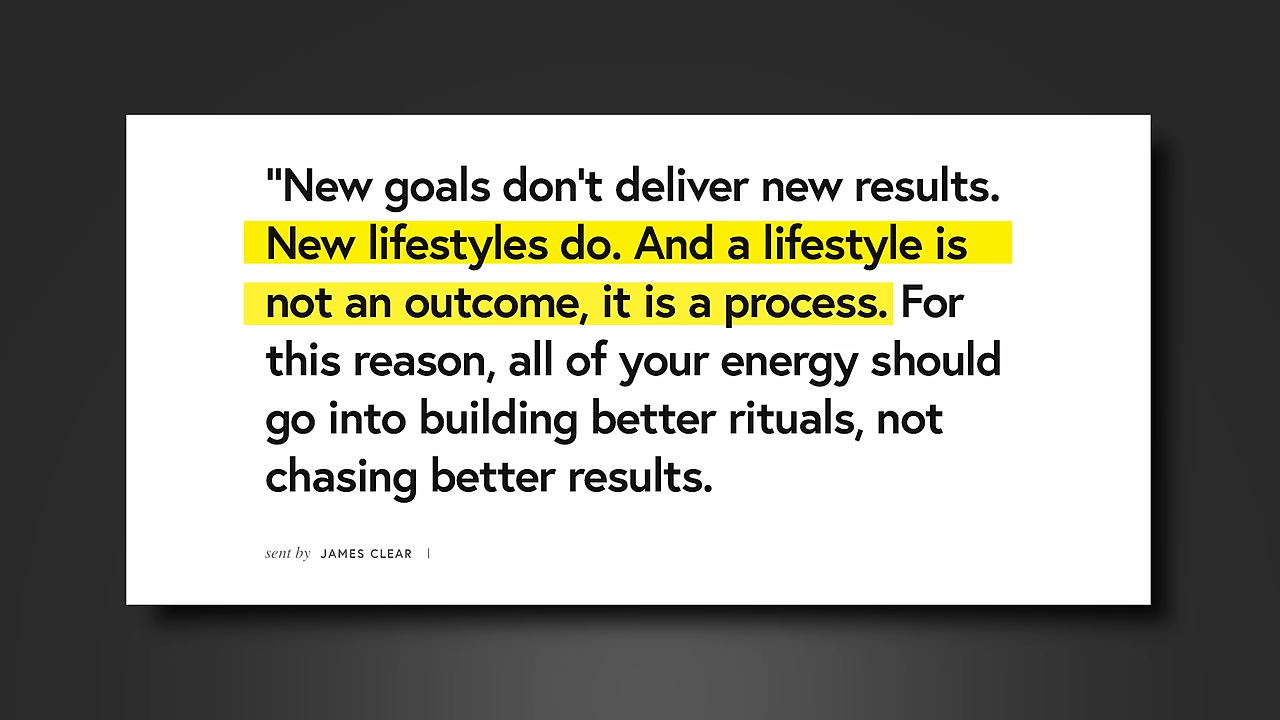 "New goals don't deliver new results.
New lifestyles do. And a lifestyle is
not an outcome, it is a process. For
this reason, all of your energy should
go into building better rituals, not
chasing better results.
sent by JAMES CLEAR |